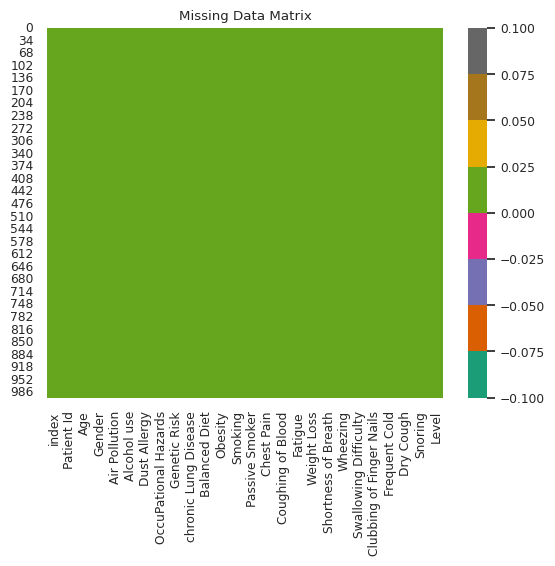 Missing Data Matrix
0
34
68
102
136
170
204
238
272
306
340
374
408
442
476
510
544
578
612
646
680
714
748
782
816
850
884
918
952
986
index
Patient Id
Age
Gender
Air Pollution
Alcohol use
Dust Allergy
OccuPational Hazards
Genetic Risk
chronic Lung Disease
Balanced Diet
Obesity
Smoking
Passive Smoker
Chest Pain
Coughing of Blood
Fatigue
Weight Loss
Shortness of Breath
Wheezing
Swallowing Difficulty
Clubbing of Finger Nails
Frequent Cold
Dry Cough
Snoring
Level
0.100
0.075
0.050
0.025
0.000
−0.025
−0.050
−0.075
−0.100